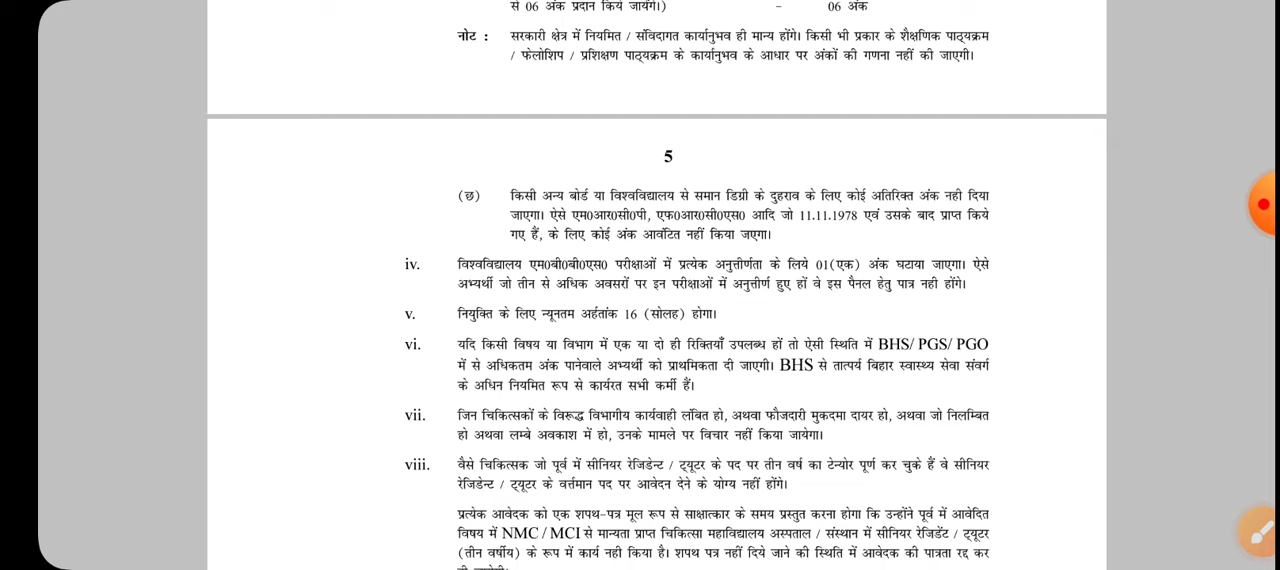 से 06 अंक प्रदान किये जायेंगे।) - 06 अंक
नोट : सरकारी क्षेत्र में नियमित / संविदागत कार्यानुभव ही मान्य होंगे। किसी भी प्रकार के शैक्षणिक पाठ्यक्रम
/ फेलोशिप / प्रशिक्षण पाठ्यक्रम के कार्यानुभव के आधार पर अंकों की गणना नहीं की जाएगी।
5
(छ) किसी अन्य बोर्ड या विश्वविद्यालय से समान डिग्री के दुहराव के लिए कोई अतिरिक्त अंक नही दिया
जाएगा। ऐसे एम0आर0सी0पी, एफ0आर0सी0एस0 आदि जो 11.11.1978 एवं उसके बाद प्राप्त किये
गए हैं, के लिए कोई अंक आवंटित नहीं किया जएगा।
iv. विश्वविद्यालय एम0बी0बी0एस0 परीक्षाओं में प्रत्येक अनुत्तीर्णता के लिये 01(एक) अंक घटाया जाएगा। ऐसे
अभ्यर्थी जो तीन से अधिक अवसरों पर इन परीक्षाओं में अनुत्तीर्ण हुए हों वे इस पैनल हेतु पात्र नही होंगे।
v. नियुक्ति के लिए न्यूनतम अर्हतांक 16 (सोलह) होगा।
vi. यदि किसी विषय या विभाग में एक या दो ही रिक्तियाँ उपलब्ध हों तो ऐसी स्थिति में BHS/ PGS/ PGO
में से अधिकतम अंक पानेवाले अभ्यर्थी को प्राथमिकता दी जाएगी। BHS से तात्पर्य बिहार स्वास्थ्य सेवा संवर्ग
के अधिन नियमित रूप से कार्यरत सभी कर्मी हैं।
vii. जिन चिकित्सकों के विरूद्ध विभागीय कार्यवाही लंबित हो, अथवा फौजदारी मुकदमा दायर हो, अथवा जो निलम्बित
हो अथवा लम्बे अवकाश में हो, उनके मामले पर विचार नहीं किया जायेगा।
viii. वैसे चिकित्सक जो पूर्व में सीनियर रेजिडेन्ट / ट्यूटर के पद पर तीन वर्ष का टेन्योर पूर्ण कर चुके हैं वे सीनियर
रेजिडेन्ट / ट्यूटर के वर्त्तमान पद पर आवेदन देने के योग्य नहीं होंगे।
प्रत्येक आवेदक को एक शपथ-पत्र मूल रूप से साक्षात्कार के समय प्रस्तुत करना होगा कि उन्होंने पूर्व में आवेदित
विषय में NMC / MCI से मान्यता प्राप्त चिकित्सा महाविद्यालय अस्पताल / संस्थान में सीनियर रेजिडेंट / ट्यूटर
(तीन वर्षीय) के रूप में कार्य नही किया है। शपथ पत्र नहीं दिये जाने की स्थिति में आवेदक की पात्रता रद्द कर